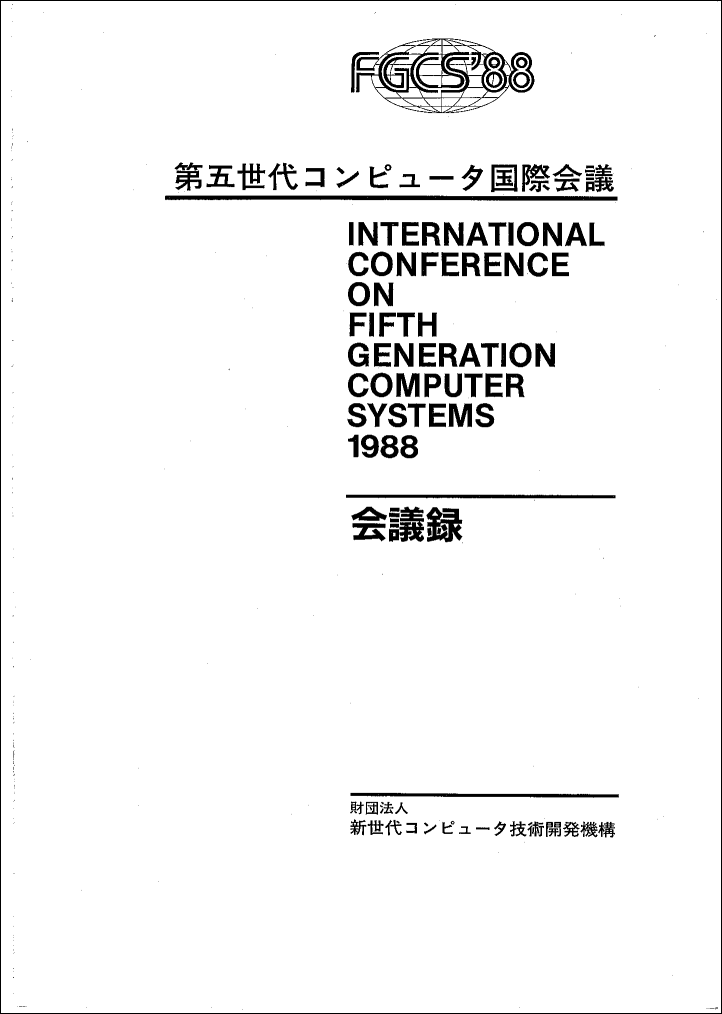 FGCS'88
第五世代コンピュータ国際会議
INTERNATIONAL
CONFERENCE
ON
FIFTH
GENERATION
COMPUTER
SYSTEMS
1988
会議録
財団法人
新世代コンピュータ技術開発機構